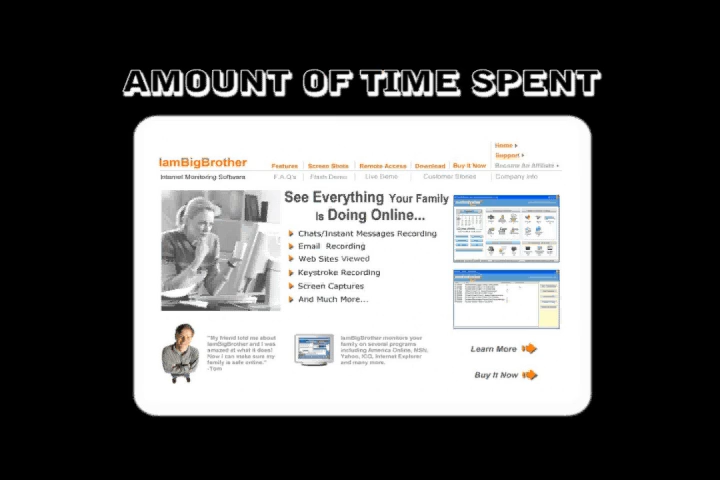 AMOUNT OF TIME SPENT
Home
Support
IamBigBrother
Features Screen Shots Remote Access Download Buy It Now Become An Affiliate
Internet Monitoring Software F.A.Q's Flash Demo Live Demo Customer Stories Company Info
See Everything Your Family
Is Doing Online...
Chats/Instant Messages Recording
Email Recording
Web Sites Viewed
Keystroke Recording
Screen Captures
And Much More...
"My friend told me about
IamBigBrother and I was
amazed at what it does!
Now I can make sure my
family is safe online."
-Tom
IamBigBrother monitors your
family on several programs
including America Online, MSN,
Yahoo, ICQ, Internet Explorer
and many more.
Learn More
Buy It Now